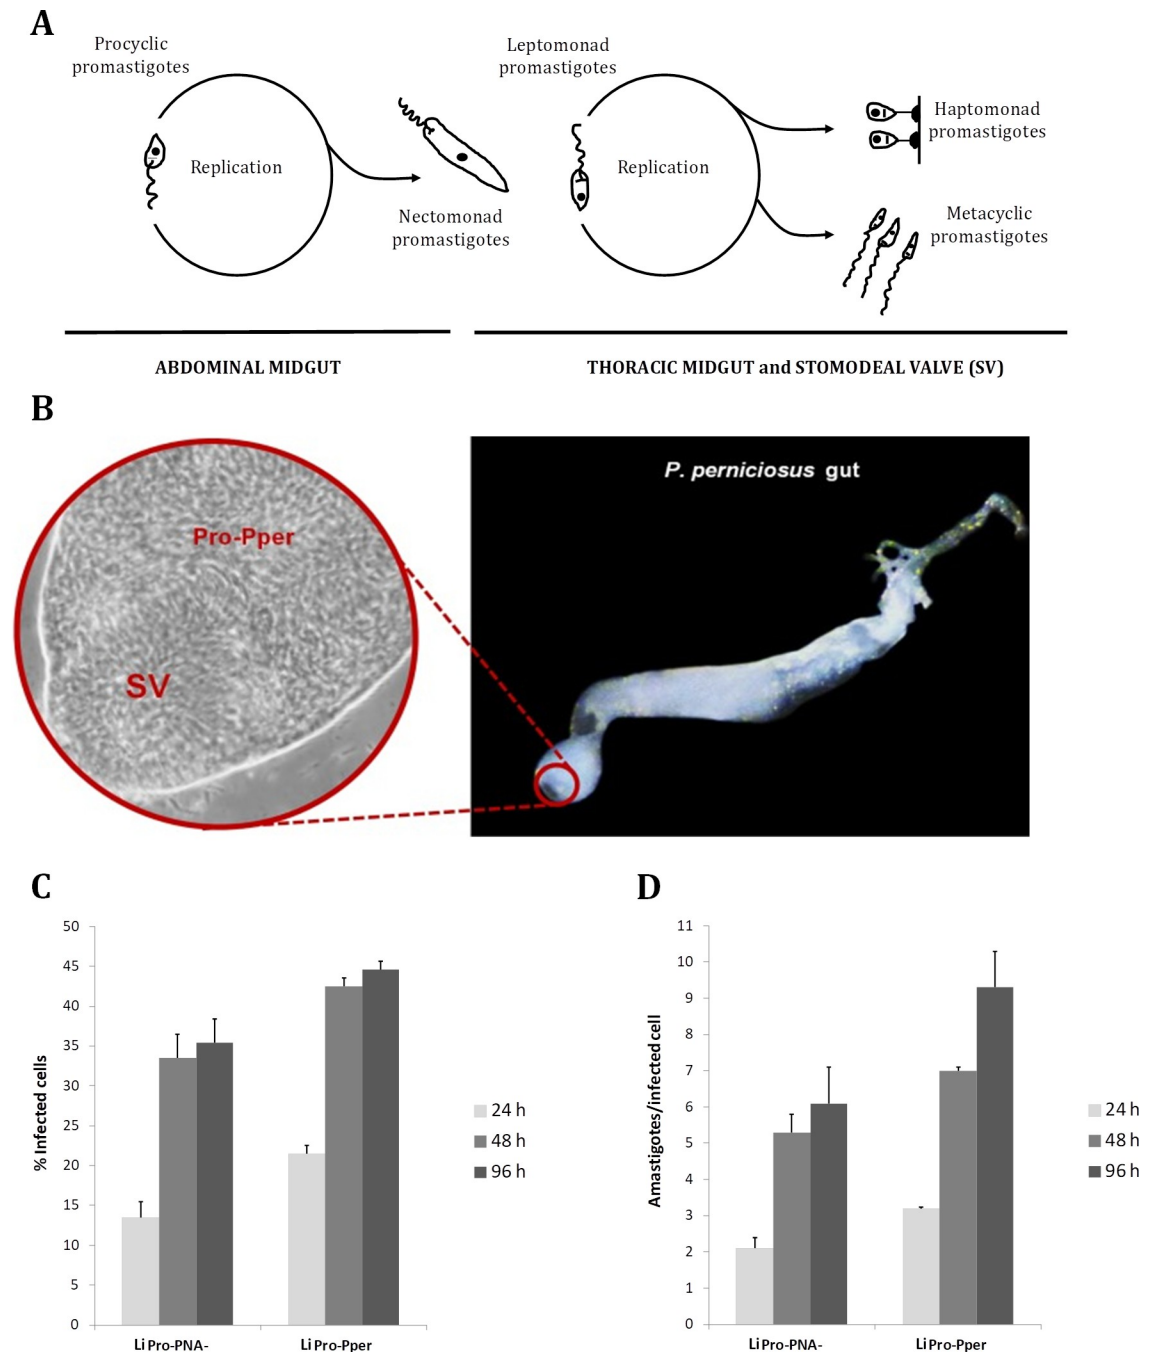 A
Procyclic
promastigotes
Replication
Nectomonad
promastigotes
Leptomonad
promastigotes
Replication
Haptomonad
promastigotes
Metacyclic
promastigotes
ABDOMINAL MIDGUT
THORACIC MIDGUT and STOMODEAL VALVE (SV)
B
Pro-Pper
SV
P. perniciosus gut
C
% Infected cells
50
45
40
35
30
25
20
15
10
5
0
Li Pro-PNA-
Li Pro-Pper
24 h
48 h
96 h
D
Amastigotes/infected cell
11
10
9
8
7
6
5
4
3
2
1
0
Li Pro-PNA-
Li Pro-Pper
24 h
48 h
96 h